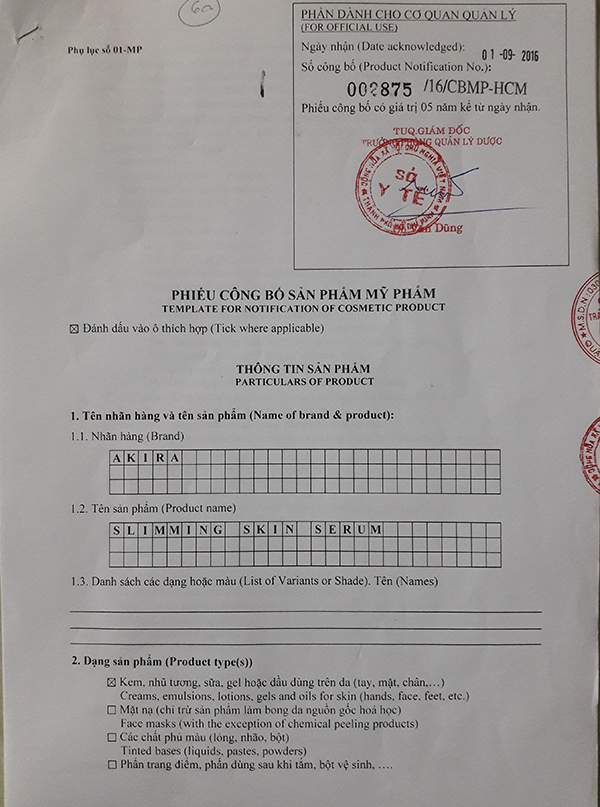 6a
Phụ lục số 01-MP
PHẦN DÀNH CHO CƠ QUAN QUẢN LÝ
(FOR OFFICIAL USE)
Ngày nhận (Date acknowledged): 01-09-2016
Số công bố (Product Notification No.):
002875 /16/CBMP-HCM
Phiếu công bố có giá trị 05 năm kể từ ngày nhận.
TUQ.GIÁM ĐỐC
TRƯỞNG PHÒNG QUẢN LÝ DƯỢC
SỞ
Y TẾ
Dũng
PHIẾU CÔNG BỐ SẢN PHẨM MỸ PHẨM
TEMPLATE FOR NOTIFICATION OF COSMETIC PRODUCT
☒ Đánh dấu vào ô thích hợp (Tick where applicable)
THÔNG TIN SẢN PHẨM
PARTICULARS OF PRODUCT
1. Tên nhãn hàng và tên sản phẩm (Name of brand & product):
1.1. Nhãn hàng (Brand)
AKIRA
1.2. Tên sản phẩm (Product name)
SLIMMING SKIN SERUM
1.3. Danh sách các dạng hoặc màu (List of Variants or Shade). Tên (Names)
2. Dạng sản phẩm (Product type(s))
☒ Kem, nhũ tương, sữa, gel hoặc dầu dùng trên da (tay, mặt, chân,...)
Creams, emulsions, lotions, gels and oils for skin (hands, face, feet, etc.)
☐ Mặt nạ (chỉ trừ sản phẩm làm bong da nguồn gốc hoá học)
Face masks (with the exception of chemical peeling products)
☐ Các chất phủ màu (lỏng, nhão, bột)
Tinted bases (liquids, pastes, powders)
☐ Phấn trang điểm, phấn dùng sau khi tắm, bột vệ sinh, ....